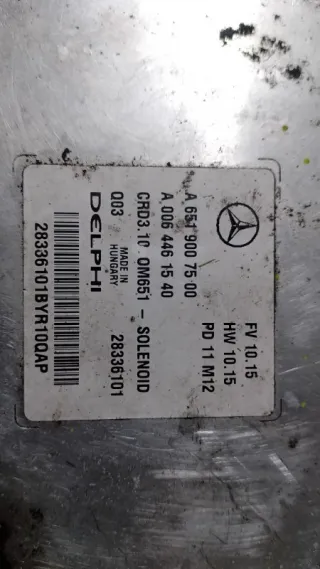 FV 10.15
HW 10.15
PD 11 M12
A 651 900 75 00
A 006 446 15 40
CRD3.10 OM651 - SOLENOID
Q03 MADE IN HUNGARY 28336101
DELPHI
28336101BYR100AP